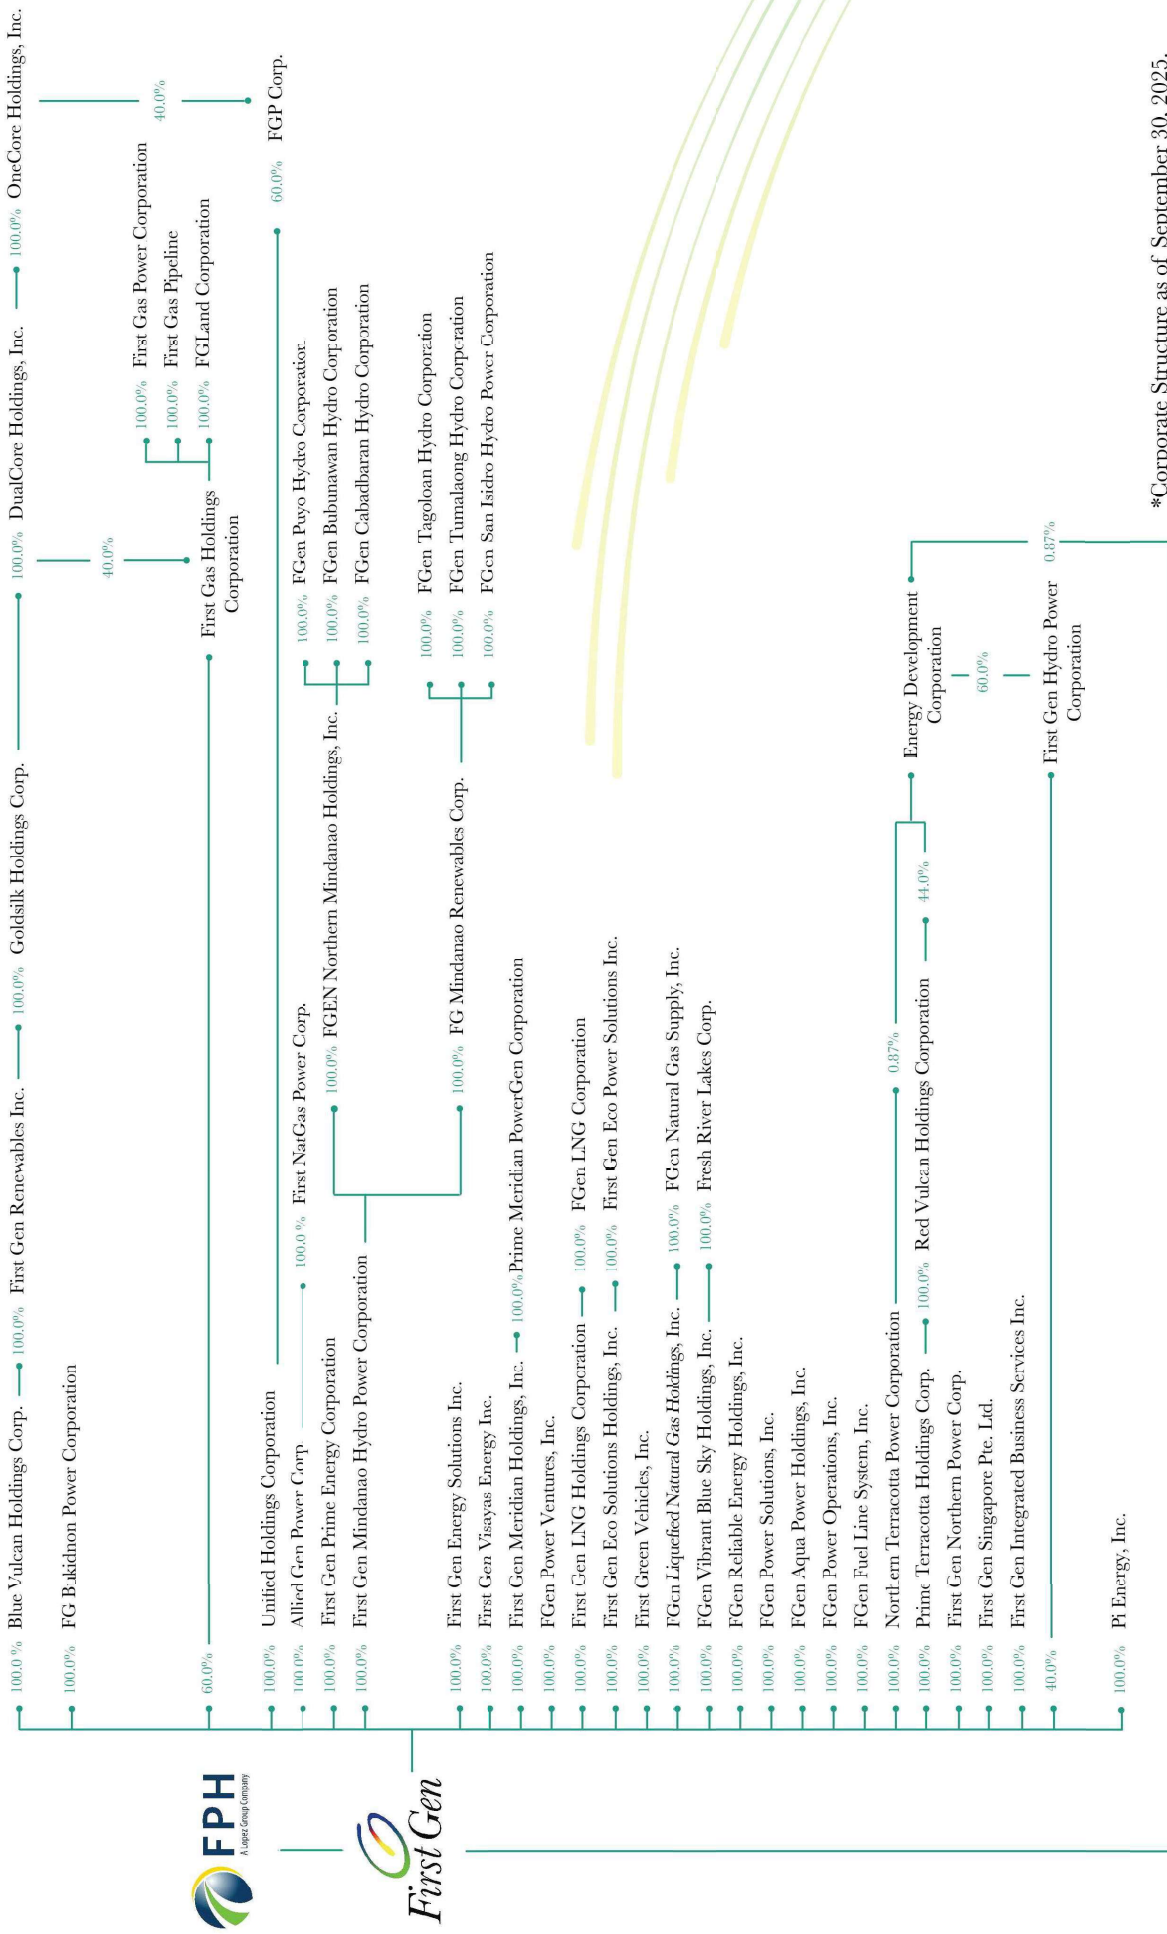 FPH
A Lopez Group Company
First Gen
100.0 % Blue Vulcan Holdings Corp. 100.0% First Gen Renewables Inc. 100.0% Goldsilk Holdings Corp. 100.0% DualCore Holdings, Inc. 100.0% OneCore Holdings, Inc.
100.0% FG Bukidnon Power Corporation
40.0%
40.0%
60.0% First Gas Holdings
Corporation
100.0% First Gas Power Corporation
100.0% First Gas Pipeline
100.0% FGLand Corporation
100.0% Unified Holdings Corporation 60.0% FGP Corp.
100.0% Allied Gen Power Corp 100.0 % First NatGas Power Corp.
100.0% First Gen Prime Energy Corporation
100.0% First Gen Mindanao Hydro Power Corporation
100.0% FGEN Northern Mindanao Holdings, Inc.
100.0% FGen Puyo Hydro Corporation
100.0% FGen Bubunawan Hydro Corporation
100.0% FGen Cabadbaran Hydro Corporation
100.0% FG Mindanao Renewables Corp.
100.0% FGen Tagoloan Hydro Corporation
100.0% FGen Tumalaong Hydro Corporation
100.0% FGen San Isidro Hydro Power Corporation
100.0% First Gen Energy Solutions Inc.
100.0% First Gen Visayas Energy Inc.
100.0% First Gen Meridian Holdings, Inc. 100.0% Prime Meridian PowerGen Corporation
100.0% FGen Power Ventures, Inc.
100.0% First Gen LNG Holdings Corporation 100.0% FGen LNG Corporation
100.0% First Gen Eco Solutions Holdings, Inc. 100.0% First Gen Eco Power Solutions Inc.
100.0% First Green Vehicles, Inc.
100.0% FGen Liquefied Natural Gas Holdings, Inc. 100.0% FGen Natural Gas Supply, Inc.
100.0% FGen Vibrant Blue Sky Holdings, Inc. 100.0% Fresh River Lakes Corp.
100.0% FGen Reliable Energy Holdings, Inc.
100.0% FGen Power Solutions, Inc.
100.0% FGen Aqua Power Holdings, Inc.
100.0% FGen Power Operations, Inc.
100.0% FGen Fuel Line System, Inc.
100.0% Northern Terracotta Power Corporation 0.87%
100.0% Prime Terracotta Holdings Corp. 100.0% Red Vulcan Holdings Corporation 44.0%
Energy Development
Corporation
60.0%
0.87%
100.0% First Gen Northern Power Corp.
100.0% First Gen Singapore Pte. Ltd.
100.0% First Gen Integrated Business Services Inc.
40.0% First Gen Hydro Power
Corporation
100.0% Pi Energy, Inc.
*Corporate Structure as of September 30, 2025.